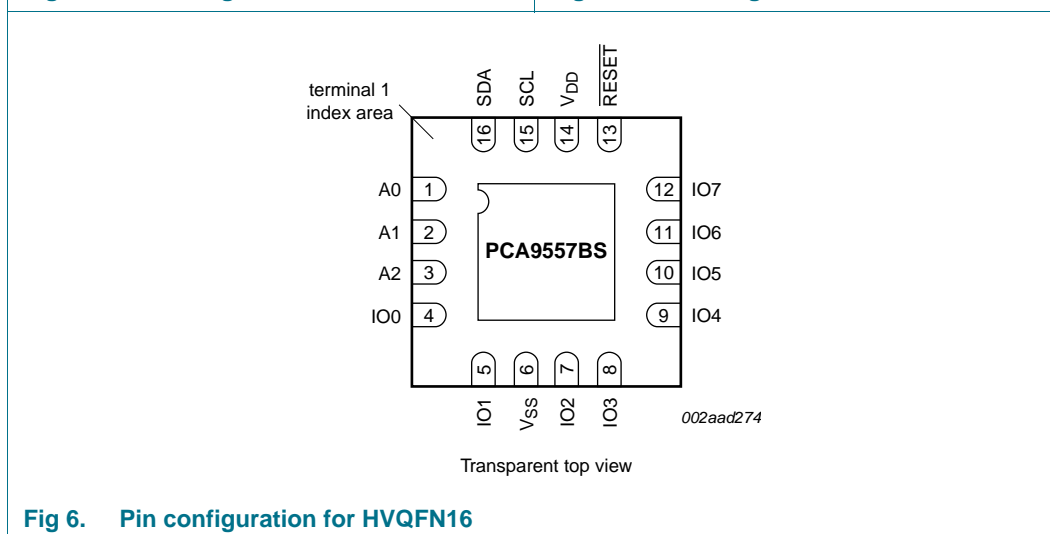 terminal 1
index area
SDA
SCL
VDD
RESET
16
15
14
13
A0 1
12 IO7
A1 2
11 IO6
PCA9557BS
A2 3
10 IO5
IO0 4
9 IO4
5
6
7
8
IO1
VSS
IO2
IO3
002aad274
Transparent top view
Fig 6. Pin configuration for HVQFN16